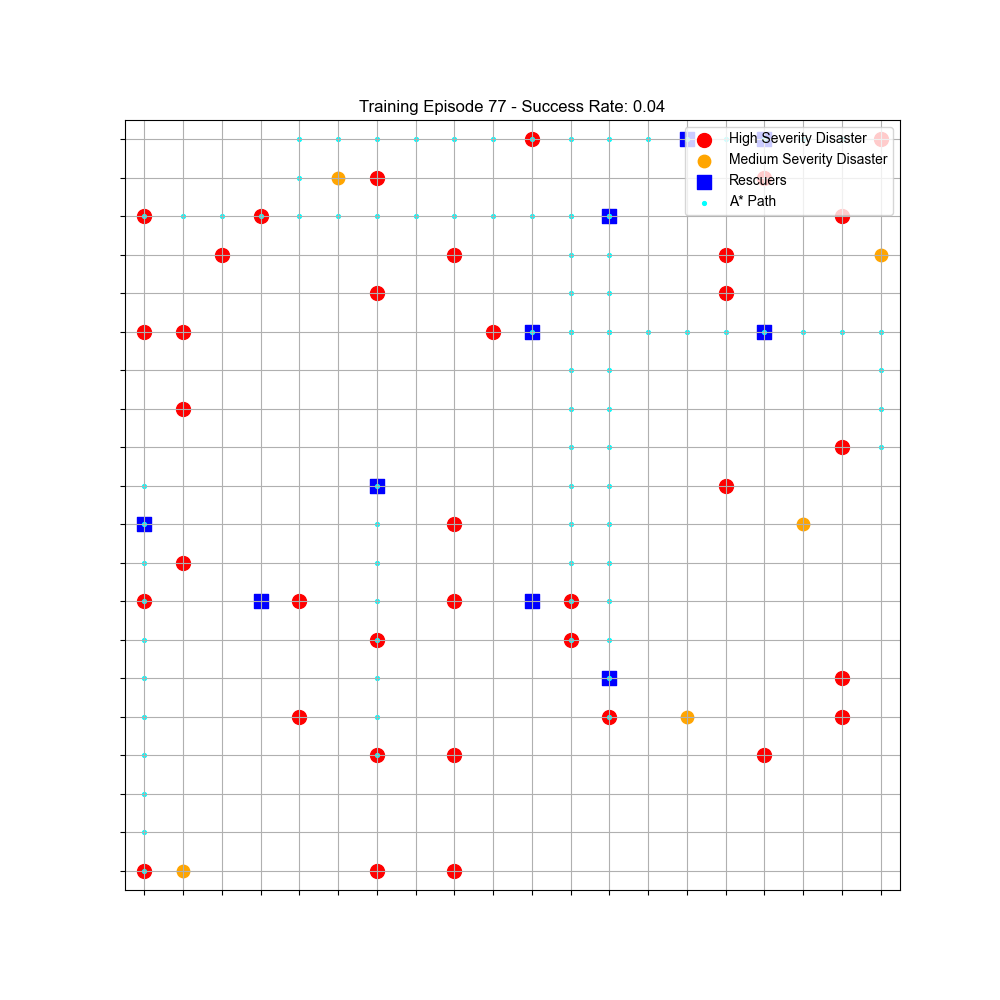 Training Episode 77 - Success Rate: 0.04
High Severity Disaster
Medium Severity Disaster
Rescuers
A* Path